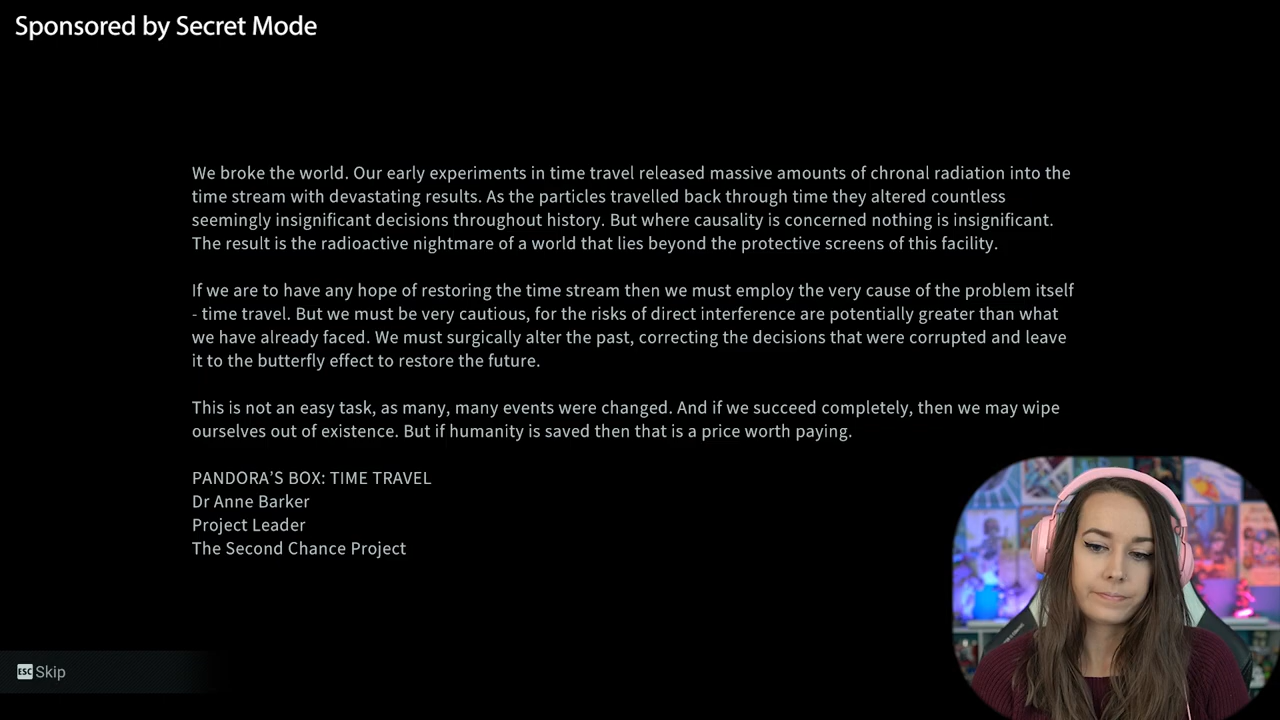 Sponsored by Secret Mode
We broke the world. Our early experiments in time travel released massive amounts of chronal radiation into the
time stream with devastating results. As the particles travelled back through time they altered countless
seemingly insignificant decisions throughout history. But where causality is concerned nothing is insignificant.
The result is the radioactive nightmare of a world that lies beyond the protective screens of this facility.
If we are to have any hope of restoring the time stream then we must employ the very cause of the problem itself
- time travel. But we must be very cautious, for the risks of direct interference are potentially greater than what
we have already faced. We must surgically alter the past, correcting the decisions that were corrupted and leave
it to the butterfly effect to restore the future.
This is not an easy task, as many, many events were changed. And if we succeed completely, then we may wipe
ourselves out of existence. But if humanity is saved then that is a price worth paying.
PANDORA’S BOX: TIME TRAVEL
Dr Anne Barker
Project Leader
The Second Chance Project
ESC Skip